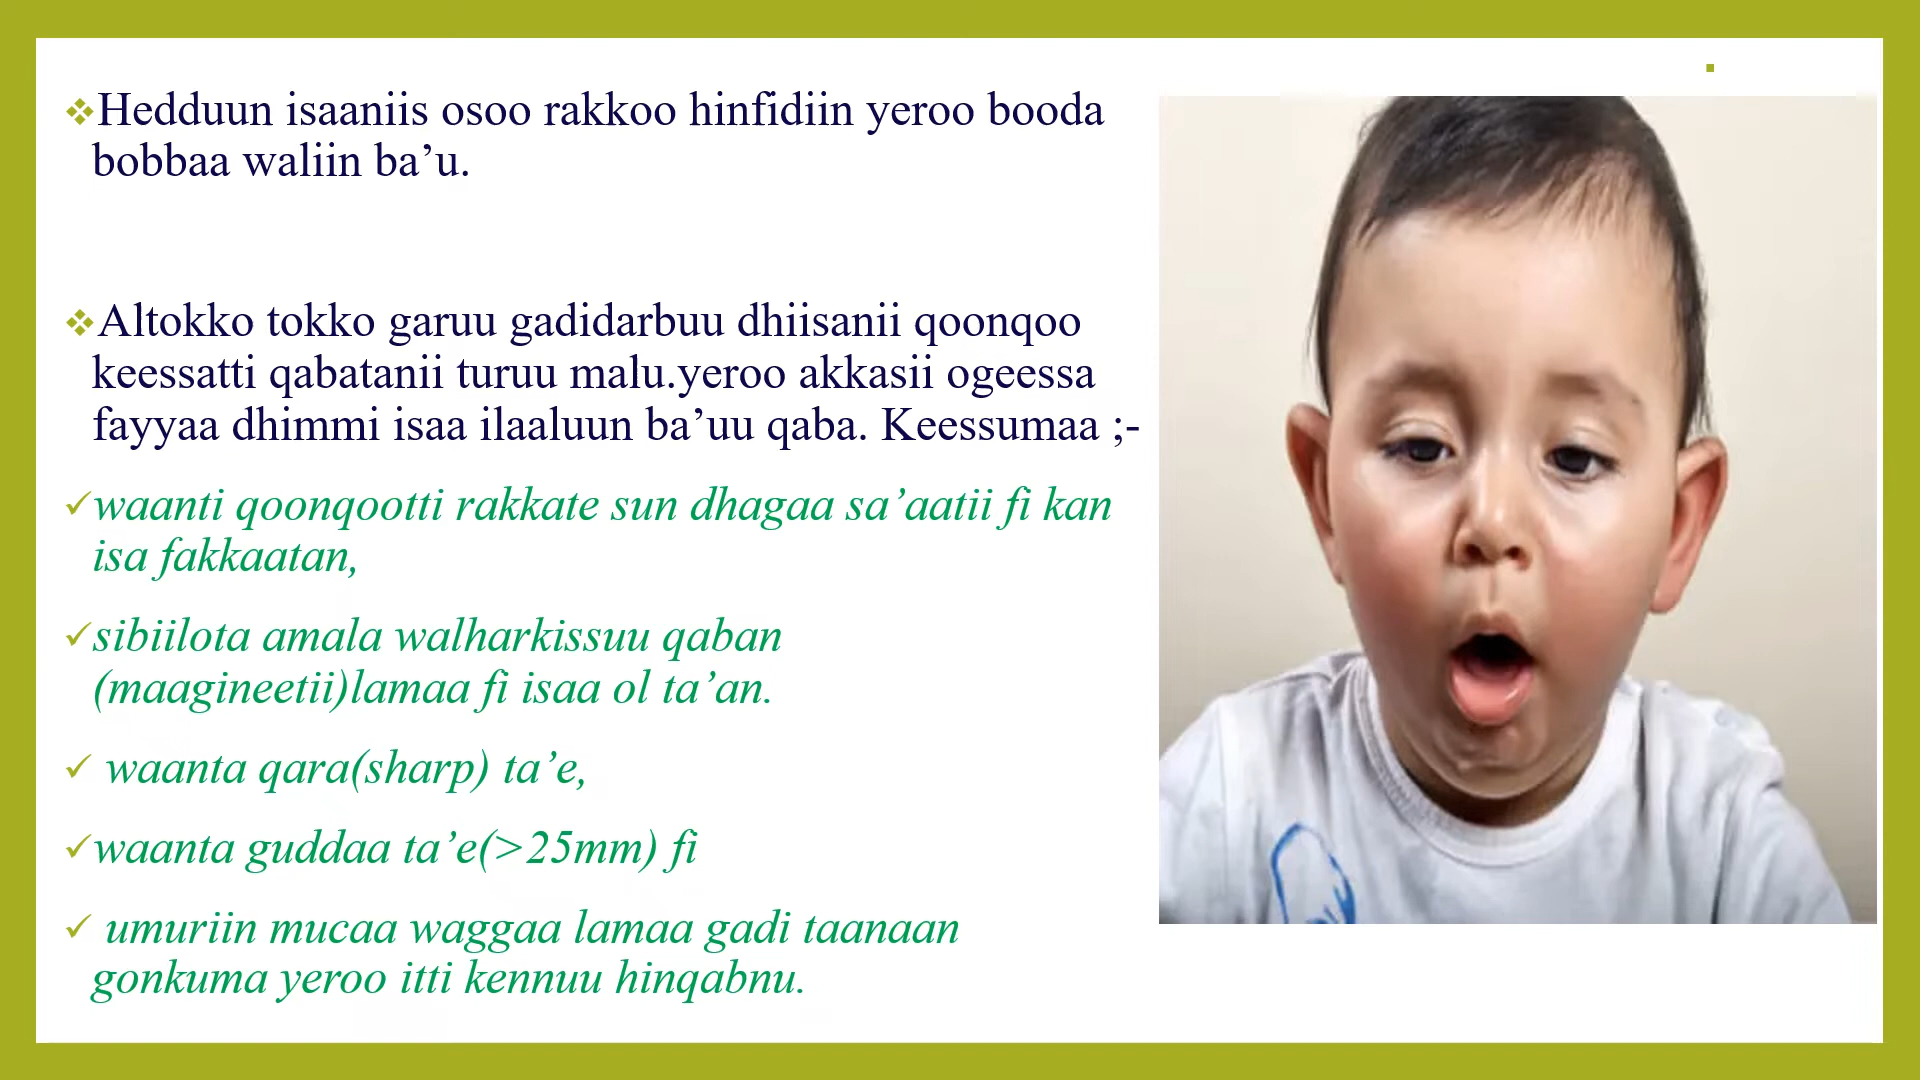 ❖Hedduun isaaniis osoo rakkoo hinfidiin yeroo booda
bobbaa waliin ba’u.
❖Altokko tokko garuu gadidarbuu dhiisanii qoonqoo
keessatti qabatanii turuu malu.yeroo akkasii ogeessa
fayyaa dhimmi isaa ilaaluun ba’uu qaba. Keessumaa ;-
✓waanti qoonqootti rakkate sun dhagaa sa’aatii fi kan
isa fakkaatan,
✓sibiilota amala walharkissuu qaban
(maagineetii)lamaa fi isaa ol ta’an.
✓ waanta qara(sharp) ta’e,
✓waanta guddaa ta’e(>25mm) fi
✓ umuriin mucaa waggaa lamaa gadi taanaan
gonkuma yeroo itti kennuu hinqabnu.